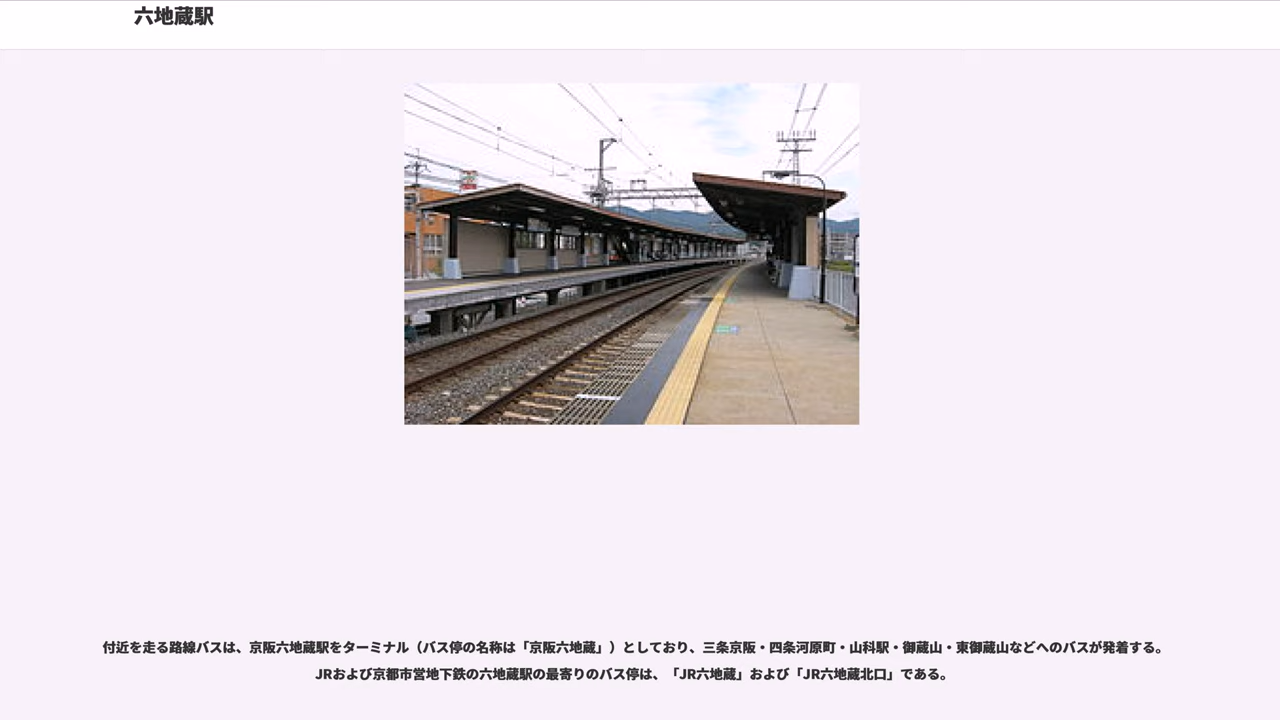 六地蔵駅
付近を走る路線バスは、京阪六地蔵駅をターミナル（バス停の名称は「京阪六地蔵」）としており、三条京阪・四条河原町・山科駅・御蔵山・東御蔵山などへのバスが発着する。
JRおよび京都市営地下鉄の六地蔵駅の最寄りのバス停は、「JR六地蔵」および「JR六地蔵北口」である。